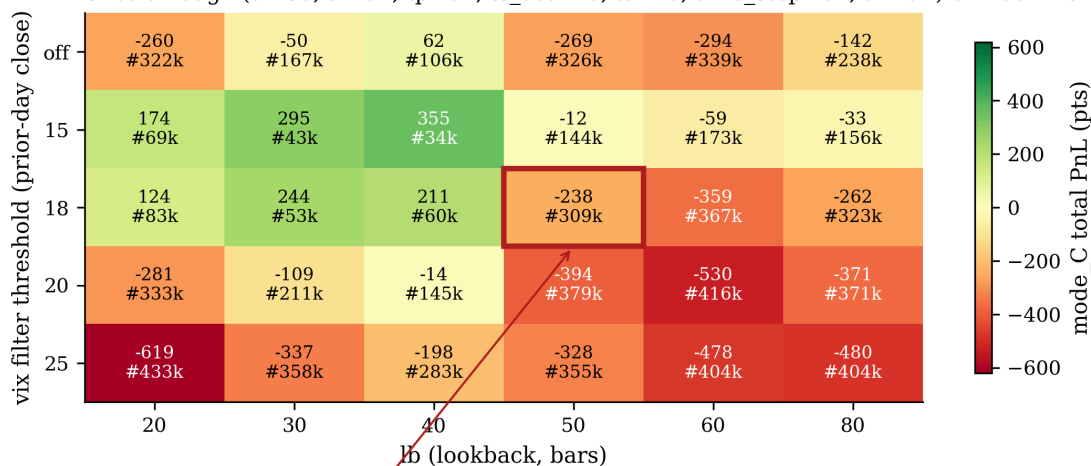 -260 -50 62 -269 -294 -142
off #322k #167k #106k #326k #339k #238k
600
174 295 355 -12 -59 -33
15 #69k #43k #34k #144k #173k #156k
400
200
124 244 211 -238 -359 -262
18 #83k #53k #60k #309k #367k #323k
0
-281 -109 -14 -394 -530 -371
20 #333k #211k #145k #379k #416k #371k
−200
−400
-619 -337 -198 -328 -478 -480
25 #433k #358k #283k #355k #404k #404k
−600
20 30 40 50 60 80
lb (lookback, bars)
vix filter threshold (prior-day close)
mode_C total PnL (pts)